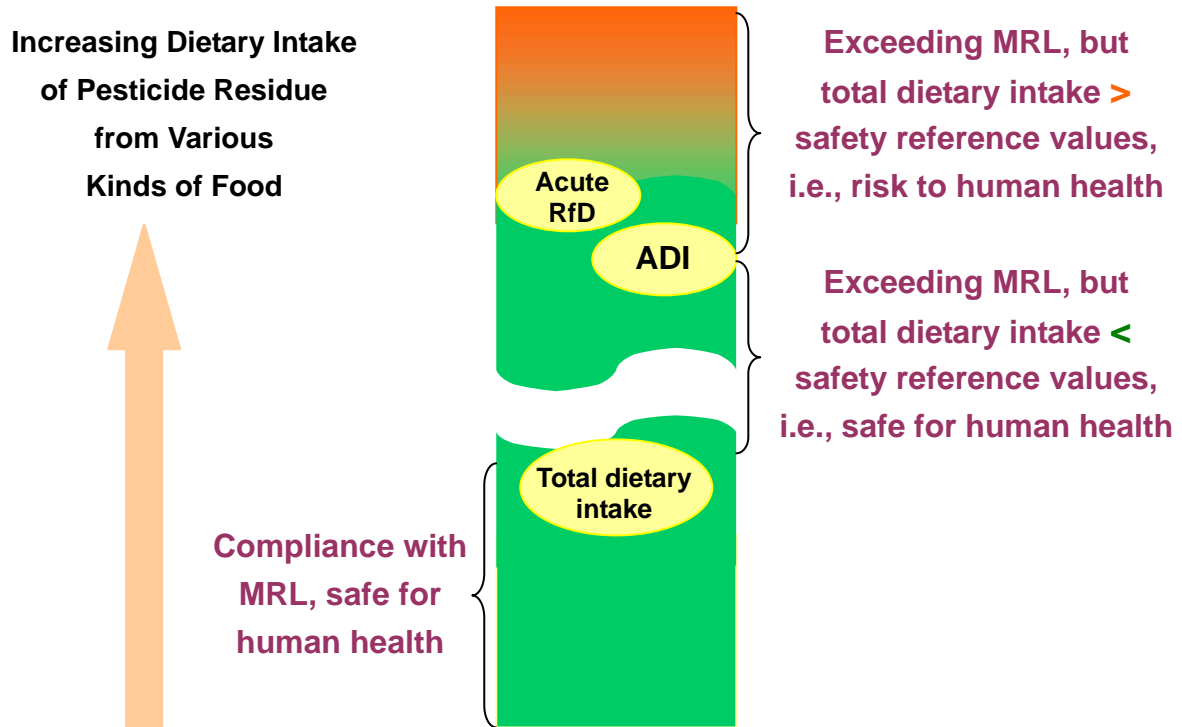 Increasing Dietary Intake
of Pesticide Residue
from Various
Kinds of Food
Acute
RfD
ADI
Total dietary
intake
Exceeding MRL, but
total dietary intake >
safety reference values,
i.e., risk to human health
Exceeding MRL, but
total dietary intake <
safety reference values,
i.e., safe for human health
Compliance with
MRL, safe for
human health